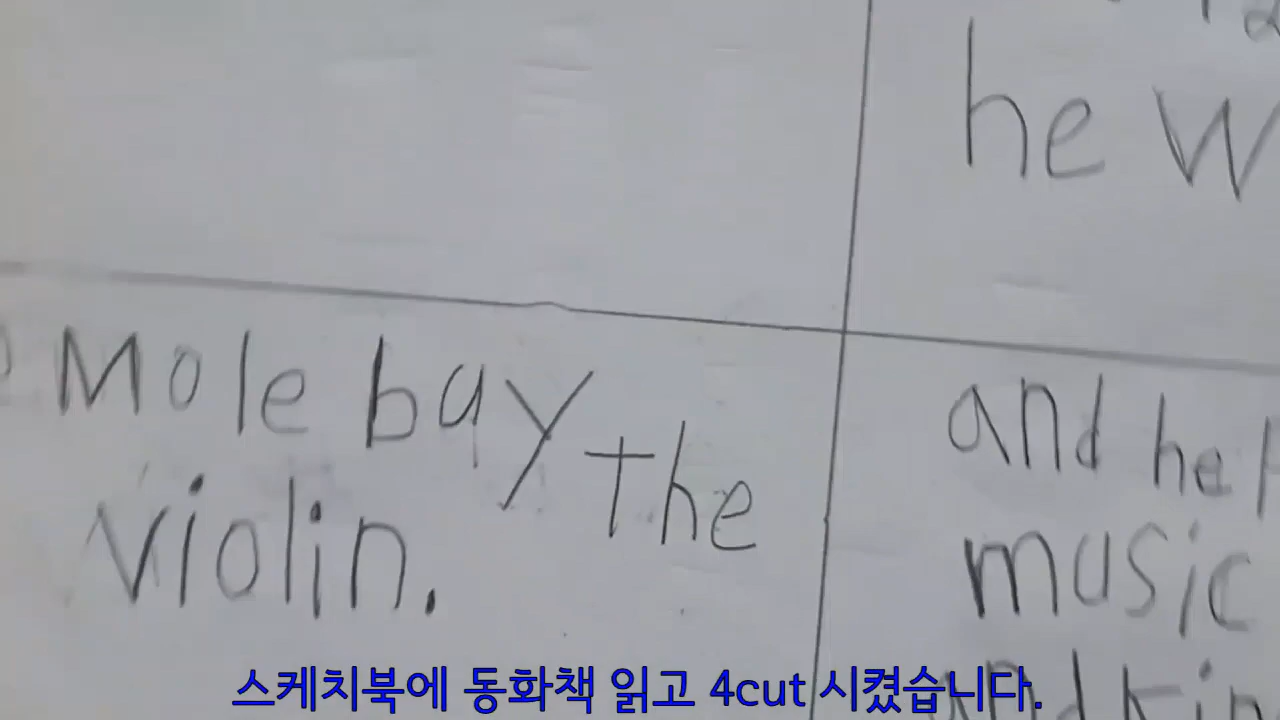 he
Mole bay the
violin.
and he
music
스케치북에 동화책 읽고 4cut 시켰습니다.